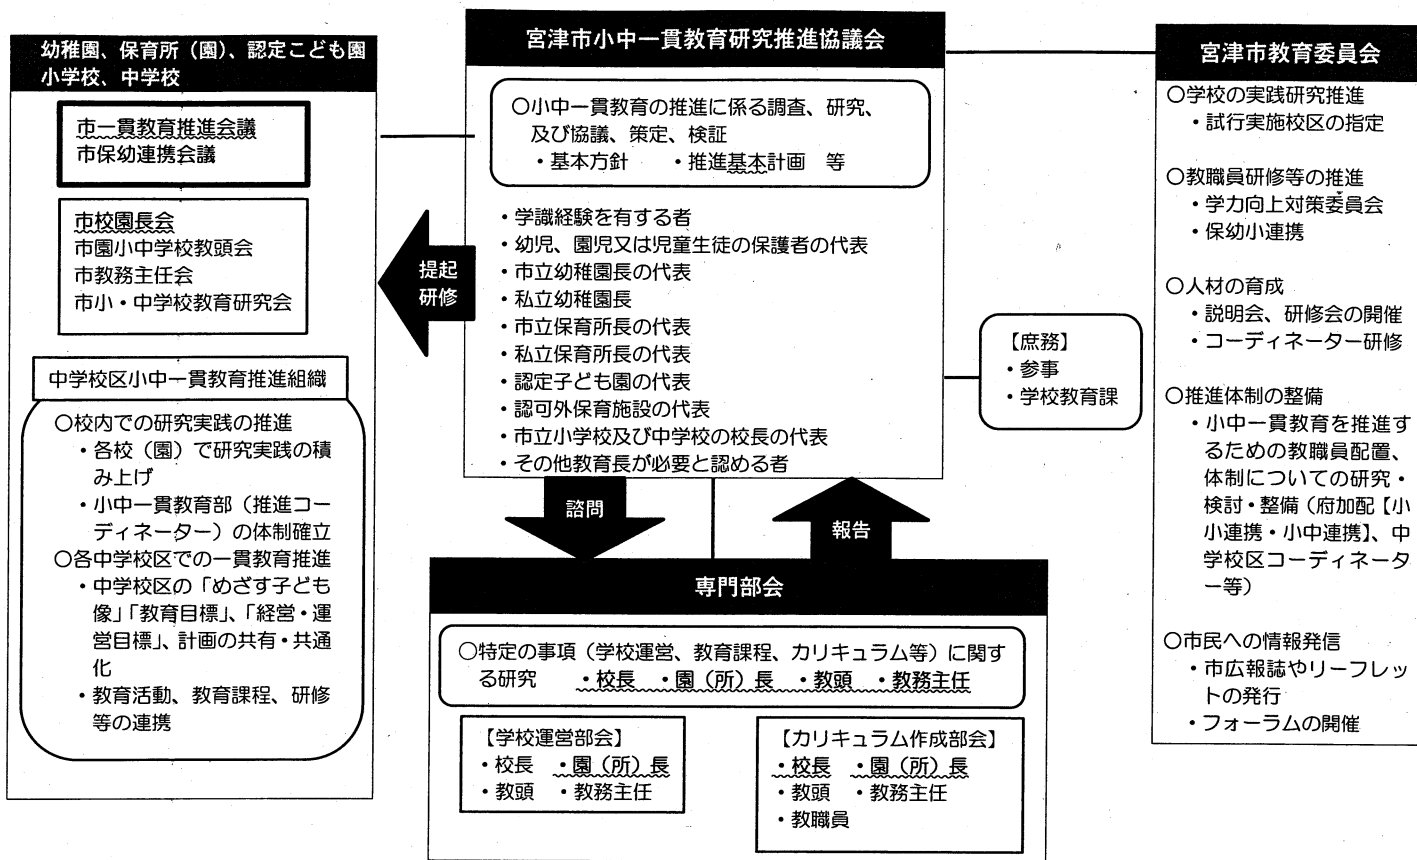 幼稚園、保育所（園）、認定こども園
小学校、中学校
市一貫教育推進会議
市保幼連携会議
市校園長会
市園小中学校教頭会
市教務主任会
市小・中学校教育研究会
中学校区小中一貫教育推進組織
○校内での研究実践の推進
・各校（園）で研究実践の積
み上げ
・小中一貫教育部（推進コー
ディネーター）の体制確立
○各中学校区での一貫教育推進
・中学校区の「めざす子ども
像」「教育目標」、「経営・運
営目標」、計画の共有・共通
化
・教育活動、教育課程、研修
等の連携
提起
研修
宮津市小中一貫教育研究推進協議会
○小中一貫教育の推進に係る調査、研究、
及び協議、策定、検証
・基本方針　・推進基本計画　等
・学識経験を有する者
・幼児、園児又は児童生徒の保護者の代表
・市立幼稚園長の代表
・私立幼稚園長
・市立保育所長の代表
・私立保育所長の代表
・認定子ども園の代表
・認可外保育施設の代表
・市立小学校及び中学校の校長の代表
・その他教育長が必要と認める者
諮問
報告
専門部会
○特定の事項（学校運営、教育課程、カリキュラム等）に関す
る研究　・校長　・園（所）長　・教頭　・教務主任
【学校運営部会】
・校長　・園（所）長
・教頭　・教務主任
【カリキュラム作成部会】
・校長　・園（所）長
・教頭　・教務主任
・教職員
【庶務】
・参事
・学校教育課
宮津市教育委員会
○学校の実践研究推進
・試行実施校区の指定
○教職員研修等の推進
・学力向上対策委員会
・保幼小連携
○人材の育成
・説明会、研修会の開催
・コーディネーター研修
○推進体制の整備
・小中一貫教育を推進す
るための教職員配置、
体制についての研究・
検討・整備（府加配【小
小連携・小中連携】、中
学校区コーディネータ
ー等）
○市民への情報発信
・市広報誌やリーフレッ
トの発行
・フォーラムの開催